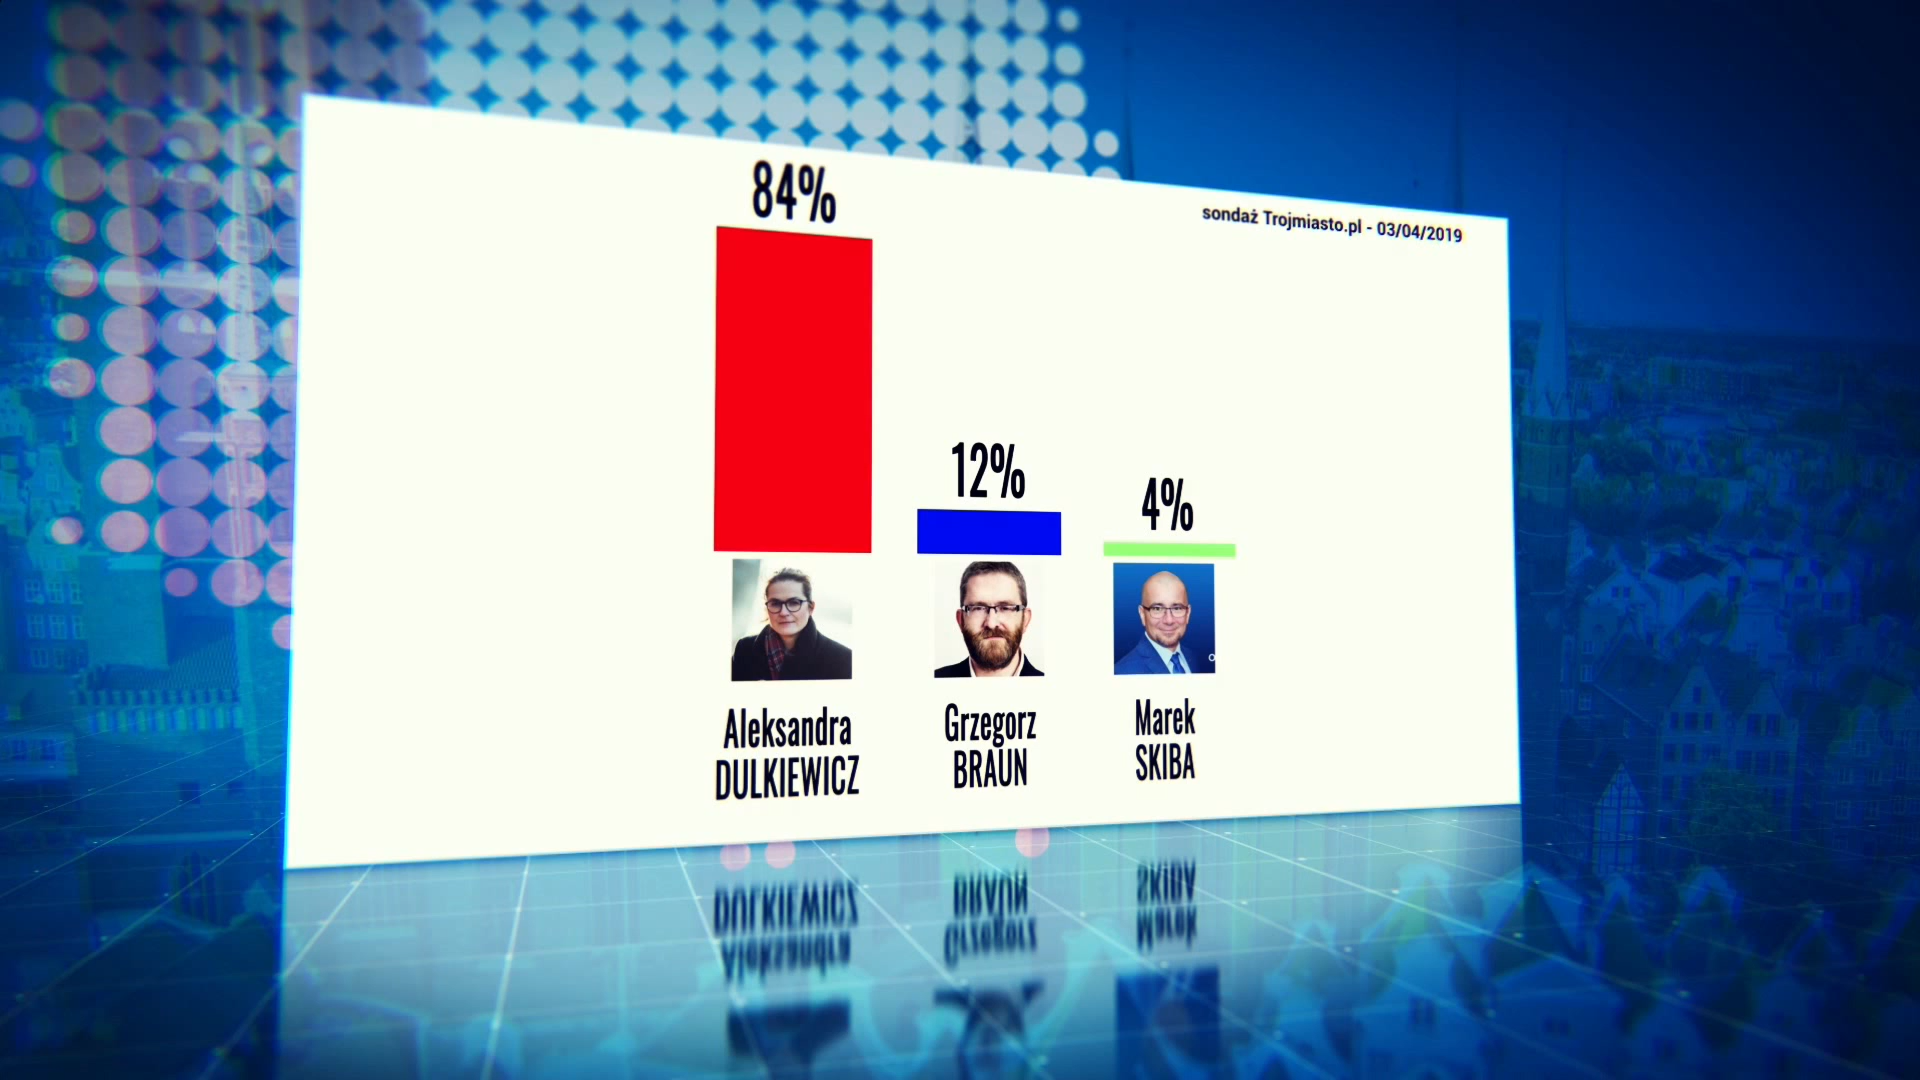 84%
sondaż Trojmiasto.pl - 03/04/2019
12%
4%
Aleksandra
DULKIEWICZ
Grzegorz
BRAUN
Marek
SKIBA